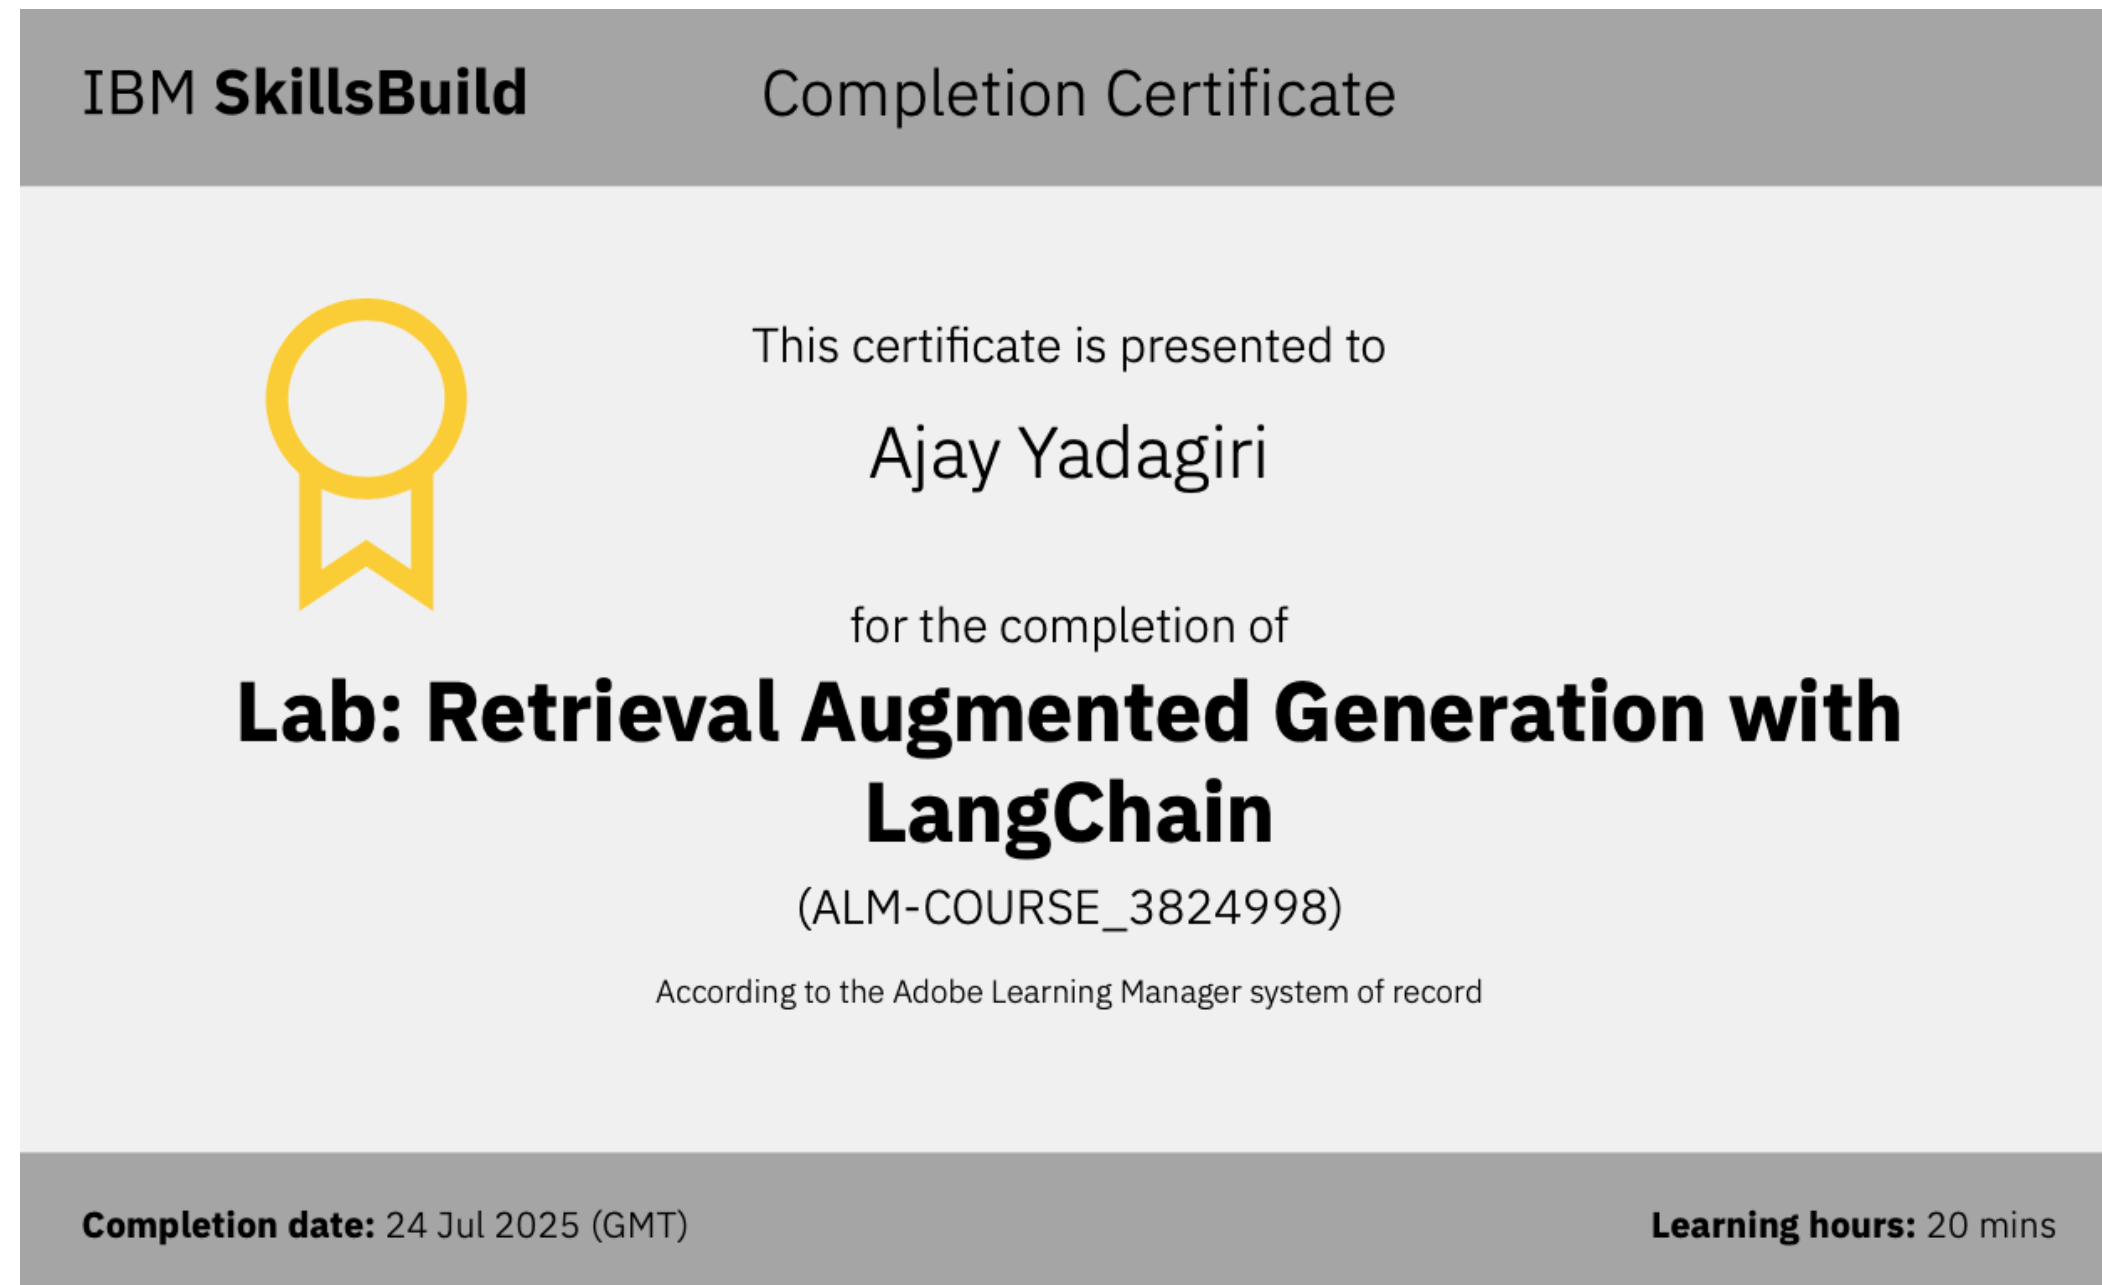 IBM SkillsBuild
Completion Certificate
This certificate is presented to
Ajay Yadagiri
for the completion of
Lab: Retrieval Augmented Generation with
LangChain
(ALM-COURSE_3824998)
According to the Adobe Learning Manager system of record
Completion date: 24 Jul 2025 (GMT)
Learning hours: 20 mins